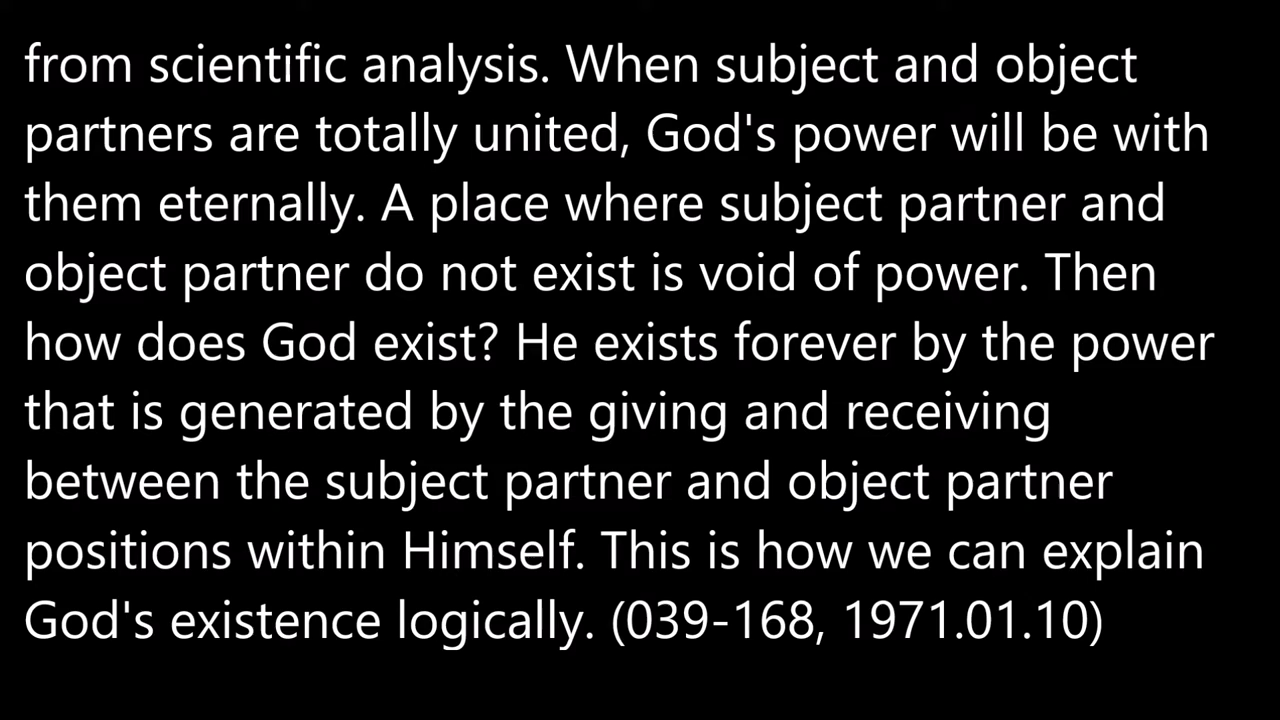 from scientific analysis. When subject and object
partners are totally united, God's power will be with
them eternally. A place where subject partner and
object partner do not exist is void of power. Then
how does God exist? He exists forever by the power
that is generated by the giving and receiving
between the subject partner and object partner
positions within Himself. This is how we can explain
God's existence logically. (039-168, 1971.01.10)